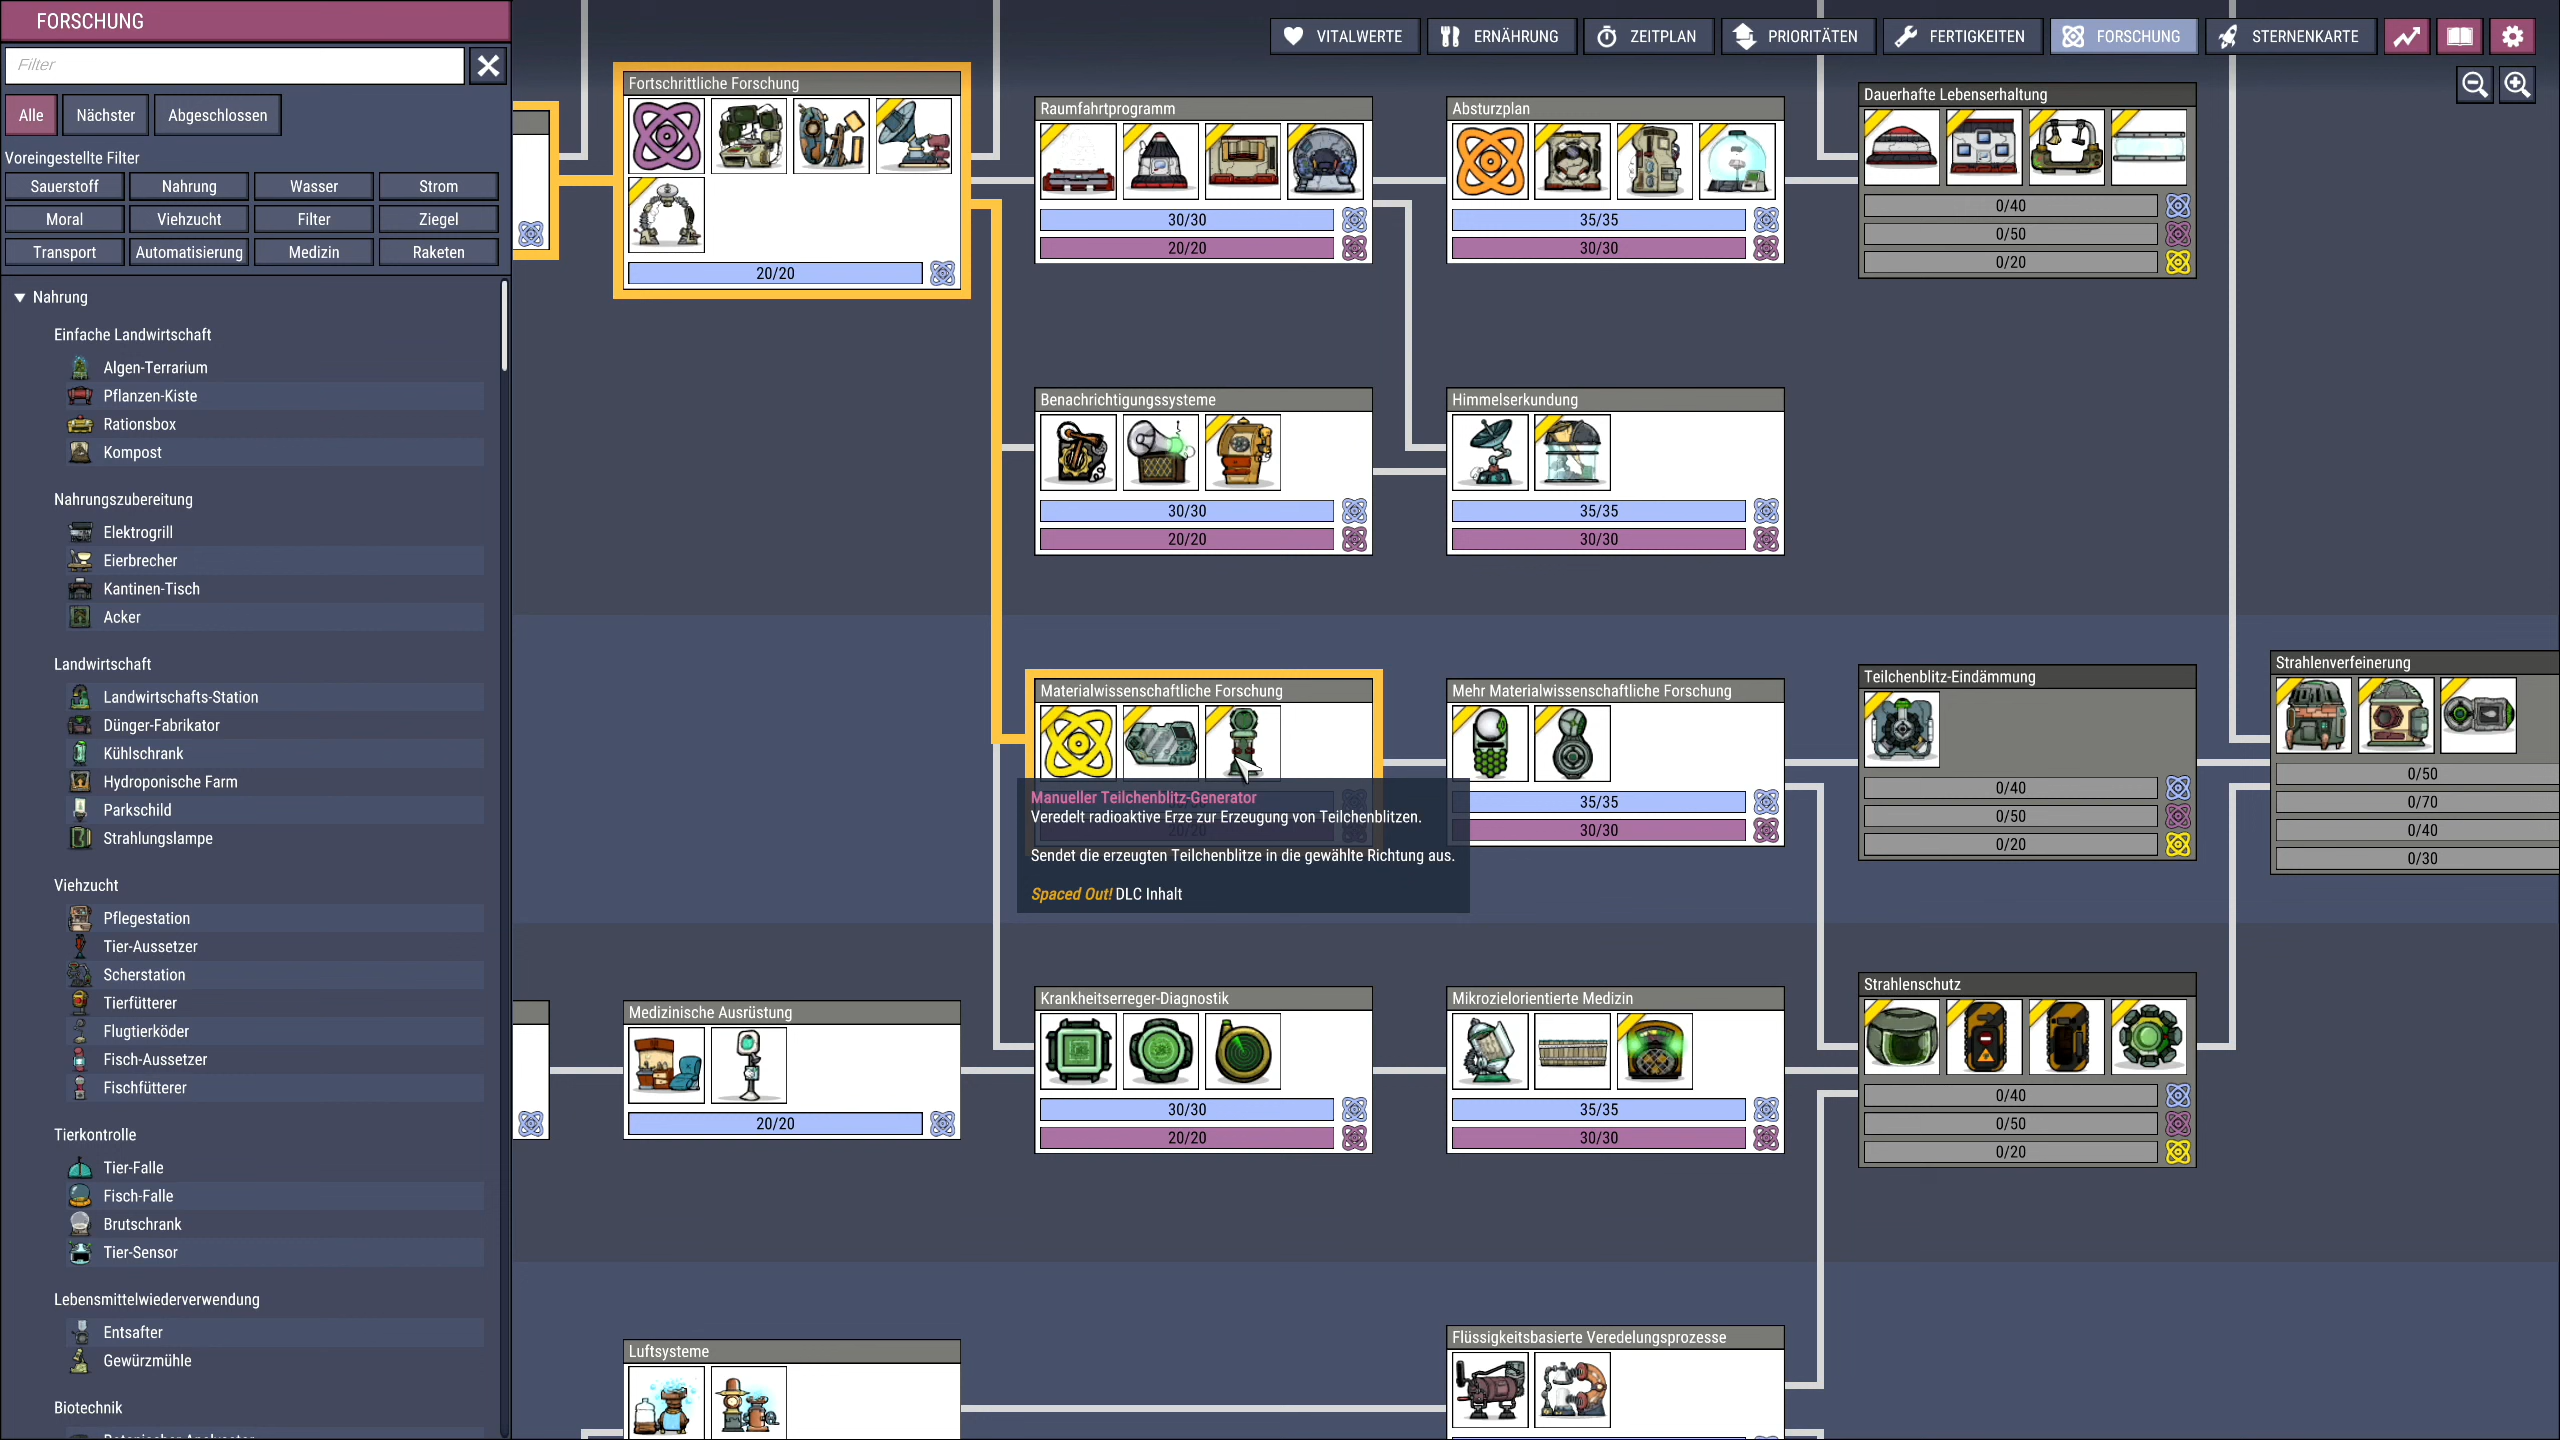 FORSCHUNG
Filter
Alle
Nächster
Abgeschlossen
Voreingestellte Filter
Sauerstoff
Nahrung
Wasser
Strom
Moral
Viehzucht
Filter
Ziegel
Transport
Automatisierung
Medizin
Raketen
Nahrung
Einfache Landwirtschaft
Algen-Terrarium
Pflanzen-Kiste
Rationsbox
Kompost
Nahrungszubereitung
Elektrogrill
Eierbrecher
Kantinen-Tisch
Acker
Landwirtschaft
Landwirtschafts-Station
Dünger-Fabrikator
Kühlschrank
Hydroponische Farm
Parkschild
Strahlungslampe
Viehzucht
Pflegestation
Tier-Aussetzer
Scherstation
Tierfütterer
Flugtierköder
Fisch-Aussetzer
Fischfütterer
Tierkontrolle
Tier-Falle
Fisch-Falle
Brutschrank
Tier-Sensor
Lebensmittelwiederverwendung
Entsafter
Gewürzmühle
Biotechnik
VITALWERTE
ERNÄHRUNG
ZEITPLAN
PRIORITÄTEN
FERTIGKEITEN
FORSCHUNG
STERNENKARTE
Fortschrittliche Forschung
20/20
Raumfahrtprogramm
30/30
20/20
Absturzplan
35/35
30/30
Dauerhafte Lebenserhaltung
0/40
0/50
0/20
Benachrichtigungssysteme
30/30
20/20
Himmelserkundung
35/35
30/30
Materialwissenschaftliche Forschung
Manueller Teilchenblitz-Generator
Veredelt radioaktive Erze zur Erzeugung von Teilchenblitzen.
Sendet die erzeugten Teilchenblitze in die gewählte Richtung aus.
Spaced Out! DLC Inhalt
Mehr Materialwissenschaftliche Forschung
35/35
30/30
Teilchenblitz-Eindämmung
0/40
0/50
0/20
Strahlenverfeinerung
0/50
0/70
0/40
0/30
Medizinische Ausrüstung
20/20
Krankheitserreger-Diagnostik
30/30
20/20
Mikrozielorientierte Medizin
35/35
30/30
Strahlenschutz
0/40
0/50
0/20
Luftsysteme
Flüssigkeitsbasierte Veredelungsprozesse